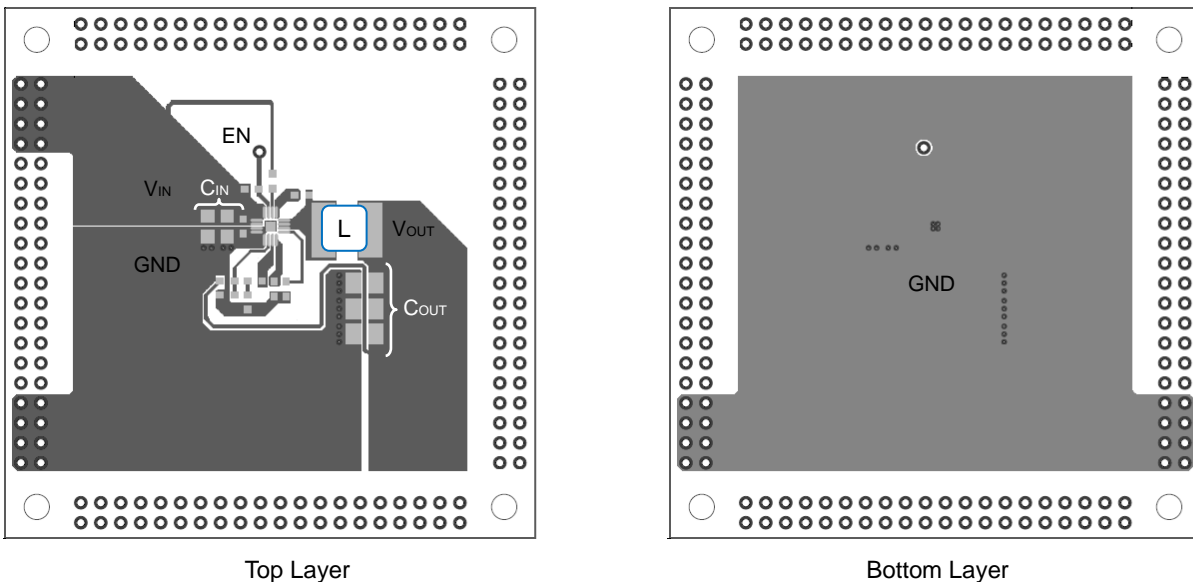 EN
VIN
CIN
L
VOUT
GND
COUT
GND
Top Layer
Bottom Layer